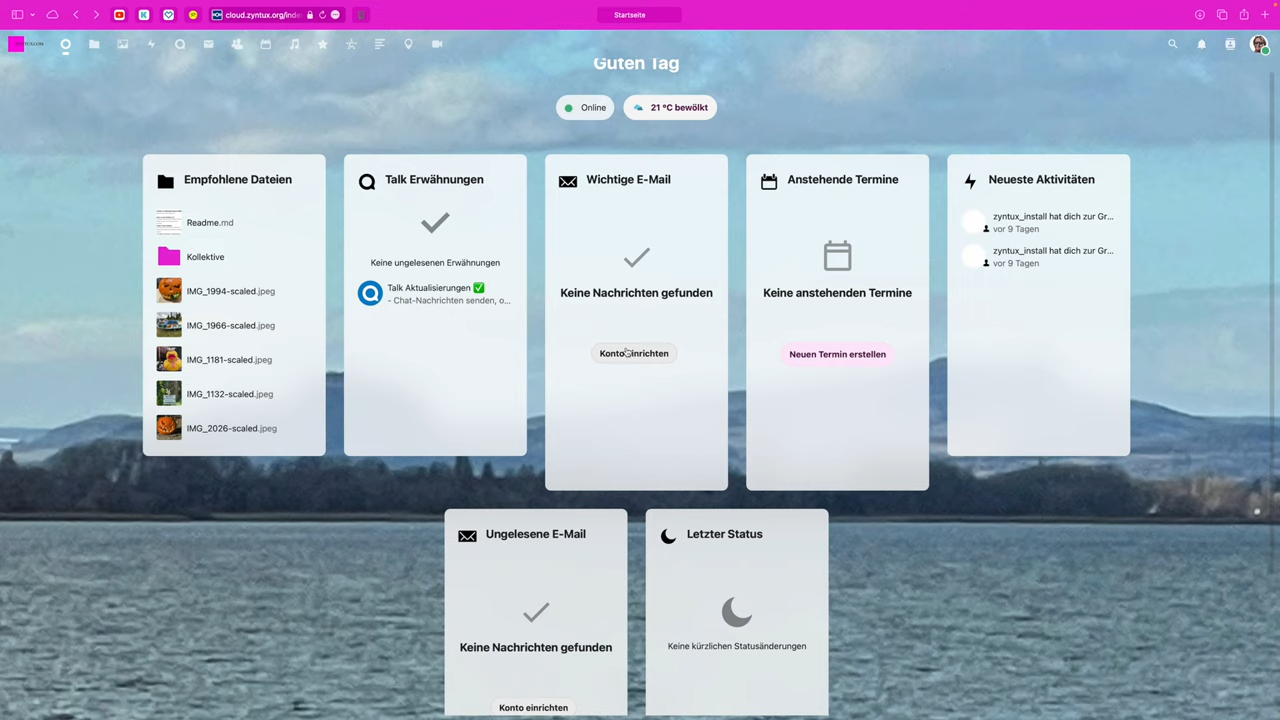 cloud.zyntux.org/inde
Startseite
Guten Tag
Online
21 °C bewölkt
Empfohlene Dateien
Readme.md
Kollektive
IMG_1994-scaled.jpeg
IMG_1966-scaled.jpeg
IMG_1181-scaled.jpeg
IMG_1132-scaled.jpeg
IMG_2026-scaled.jpeg
Talk Erwähnungen
Keine ungelesenen Erwähnungen
Talk Aktualisierungen ✅
- Chat-Nachrichten senden, o...
Wichtige E-Mail
Keine Nachrichten gefunden
Konto einrichten
Anstehende Termine
Keine anstehenden Termine
Neuen Termin erstellen
Neueste Aktivitäten
zyntux_install hat dich zur Gr...
vor 9 Tagen
zyntux_install hat dich zur Gr...
vor 9 Tagen
Ungelesene E-Mail
Keine Nachrichten gefunden
Konto einrichten
Letzter Status
Keine kürzlichen Statusänderungen